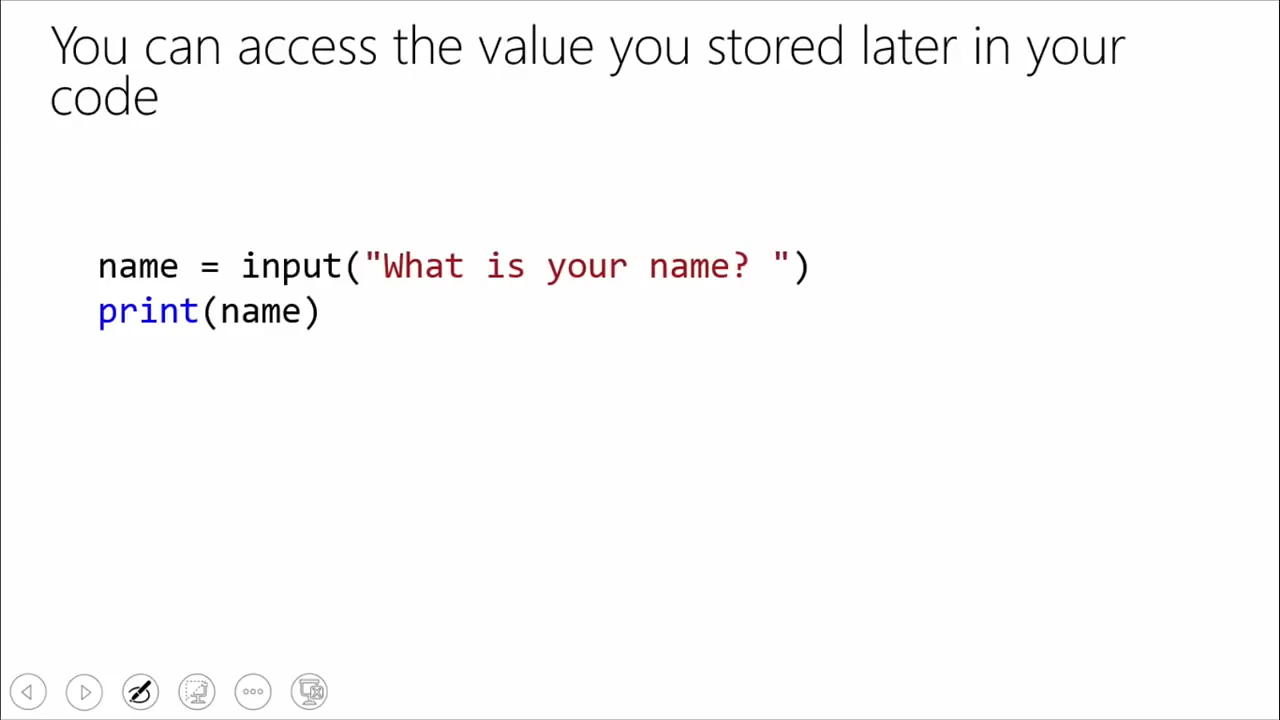 You can access the value you stored later in your
code
name = input("What is your name? ")
print(name)